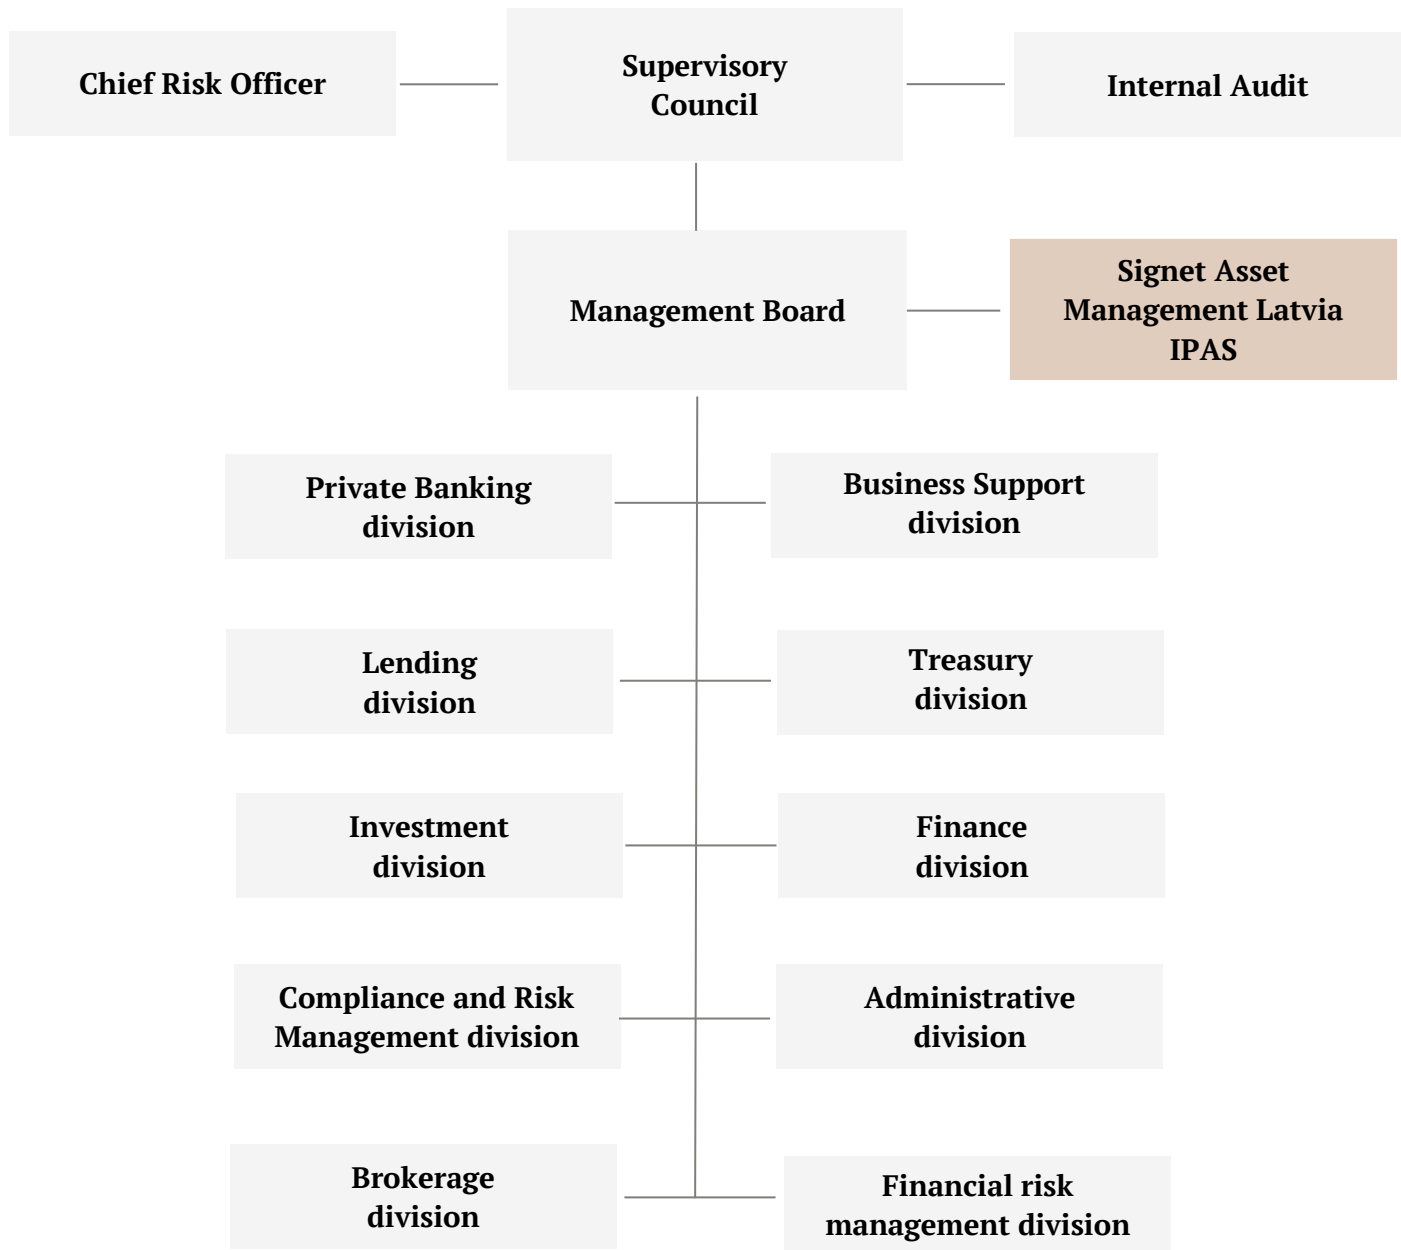 Chief Risk Officer
Supervisory
Council
Internal Audit
Management Board
Signet Asset
Management Latvia
IPAS
Private Banking
division
Business Support
division
Lending
division
Treasury
division
Investment
division
Finance
division
Compliance and Risk
Management division
Administrative
division
Brokerage
division
Financial risk
management division